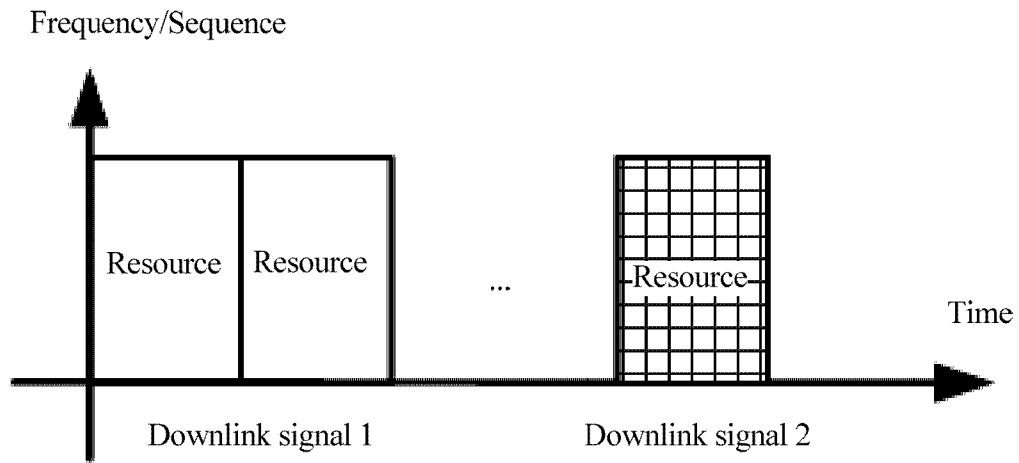 Frequency/Sequence
Resource
Resource
...
Resource
Time
Downlink signal 1
Downlink signal 2